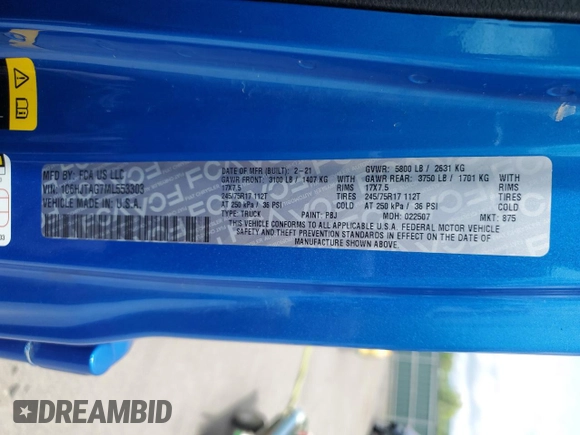 MFD BY: FCA US LLC
VIN: 1C6HJTAG7ML553303
VEHICLE MADE IN U.S.A.
DATE OF MFR (BUILT): 2-21
GAWR FRONT: 3100 LB / 1407 KG WITH
17X7.5 RIMS
245/75R17 112T TIRES
AT 250 kPa / 36 PSI COLD
TYPE: TRUCK PAINT: PBJ
GVWR: 5800 LB / 2631 KG
GAWR REAR: 3750 LB / 1701 KG WITH
17X7.5 RIMS
245/75R17 112T TIRES
AT 250 kPa / 36 PSI COLD
MDH: 022507 MKT: 875
THIS VEHICLE CONFORMS TO ALL APPLICABLE U.S.A. FEDERAL MOTOR VEHICLE
SAFETY AND THEFT PREVENTION STANDARDS IN EFFECT ON THE DATE OF
MANUFACTURE SHOWN ABOVE.
DREAMBID